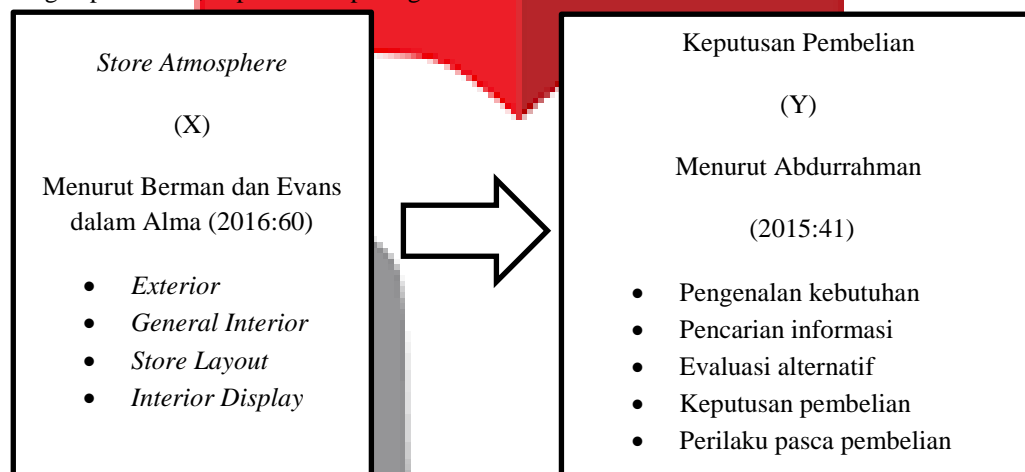 Store Atmosphere
(X)
Menurut Berman dan Evans
dalam Alma (2016:60)
• Exterior
• General Interior
• Store Layout
• Interior Display
Keputusan Pembelian
(Y)
Menurut Abdurrahman
(2015:41)
• Pengenalan kebutuhan
• Pencarian informasi
• Evaluasi alternatif
• Keputusan pembelian
• Perilaku pasca pembelian